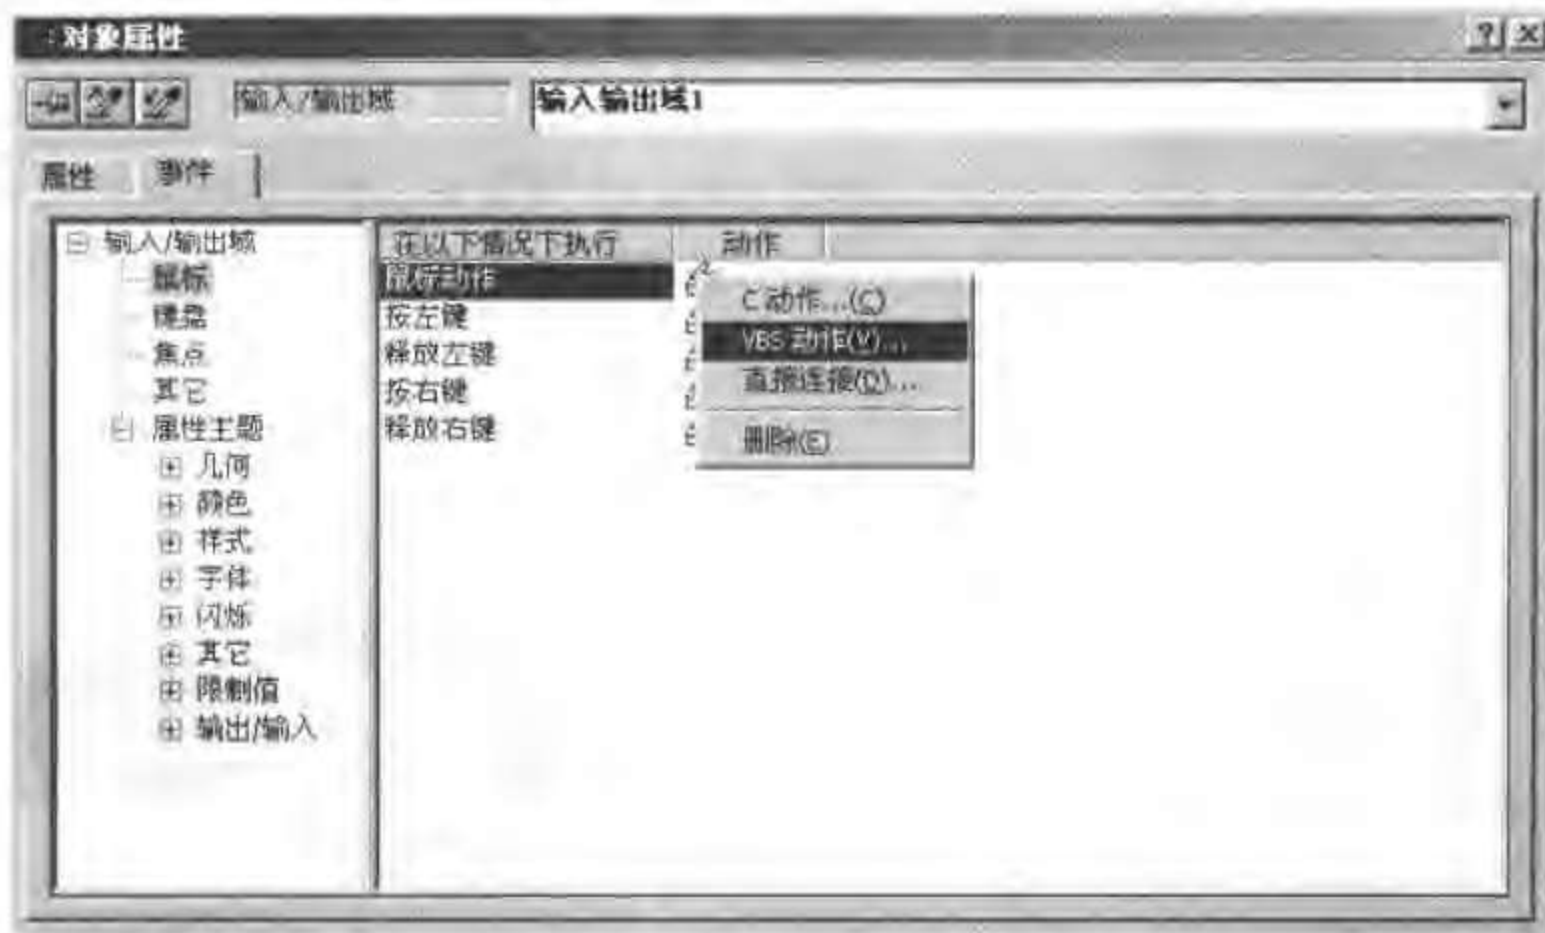 对象属性
输入/输出域 输入输出域1
属性 事件
输入/输出域
鼠标
键盘
焦点
其它
属性主题
几何
颜色
样式
字体
闪烁
其它
限制值
输出/输入
在以下情况下执行 动作
鼠标动作
按左键
释放左键
按右键
释放右键
C 动作...(C)
VBS 动作(V)...
直接连接(D)...
删除(E)